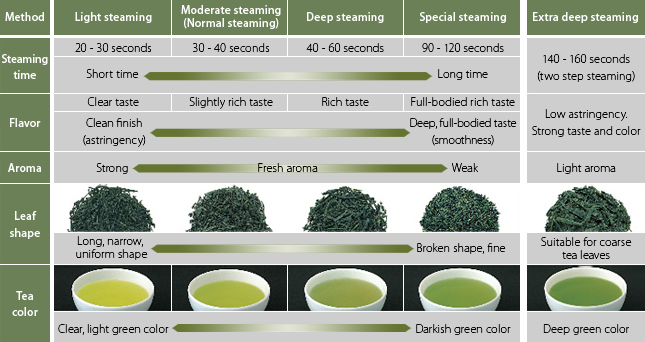 Method
Light steaming
Moderate steaming
(Normal steaming)
Deep steaming
Special steaming
Extra deep steaming
Steaming
time
20 - 30 seconds
30 - 40 seconds
40 - 60 seconds
90 - 120 seconds
140 - 160 seconds
(two step steaming)
Short time
Long time
Flavor
Clear taste
Slightly rich taste
Rich taste
Full-bodied rich taste
Low astringency.
Strong taste and color
Clean finish
(astringency)
Deep, full-bodied taste
(smoothness)
Aroma
Strong
Fresh aroma
Weak
Light aroma
Leaf
shape
Long, narrow,
uniform shape
Broken shape, fine
Suitable for coarse
tea leaves
Tea
color
Clear, light green color
Darkish green color
Deep green color